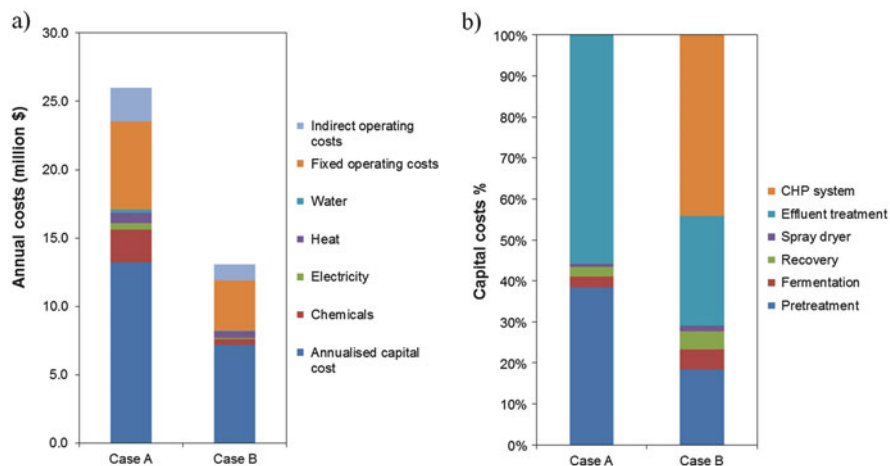 a)
Annual costs (million $)
30.0
25.0
20.0
15.0
10.0
5.0
0.0
Case A
Case B
Indirect operating
costs
Fixed operating costs
Water
Heat
Electricity
Chemicals
Annualised capital
cost
b)
Capital costs %
100%
90%
80%
70%
60%
50%
40%
30%
20%
10%
0%
Case A
Case B
CHP system
Effluent treatment
Spray dryer
Recovery
Fermentation
Pretreatment